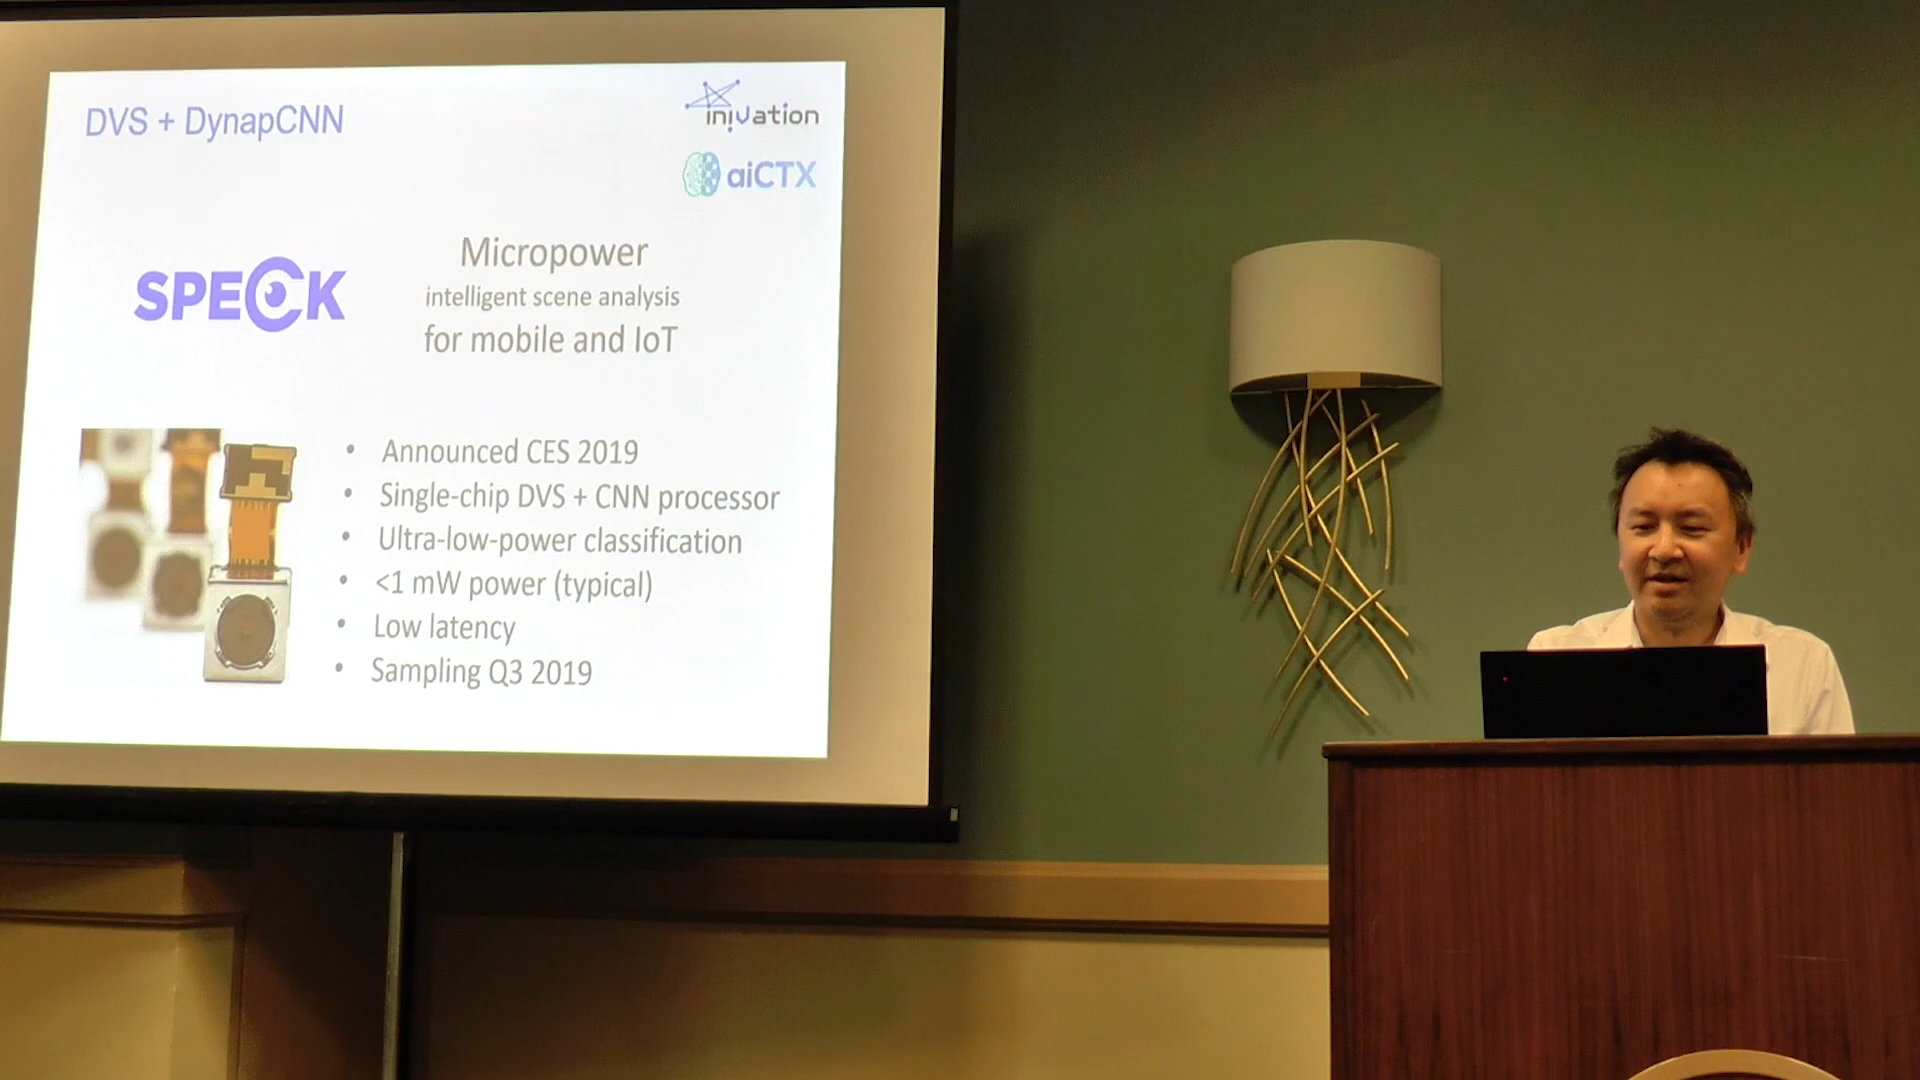 DVS + DynapCNN
inivation
aiCTX
SPECK
Micropower
intelligent scene analysis
for mobile and IoT
• Announced CES 2019
• Single-chip DVS + CNN processor
• Ultra-low-power classification
• <1 mW power (typical)
• Low latency
• Sampling Q3 2019